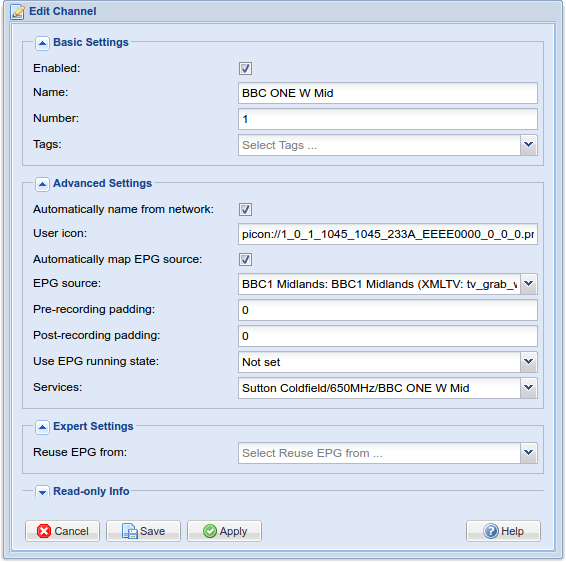 Edit Channel
Basic Settings
Enabled:
Name: BBC ONE W Mid
Number: 1
Tags: Select Tags ...
Advanced Settings
Automatically name from network:
User icon: picon://1_0_1_1045_1045_233A_EEEE0000_0_0_0.pr
Automatically map EPG source:
EPG source: BBC1 Midlands: BBC1 Midlands (XMLTV: tv_grab_v
Pre-recording padding: 0
Post-recording padding: 0
Use EPG running state: Not set
Services: Sutton Coldfield/650MHz/BBC ONE W Mid
Expert Settings
Reuse EPG from: Select Reuse EPG from ...
Read-only Info
Cancel Save Apply Help